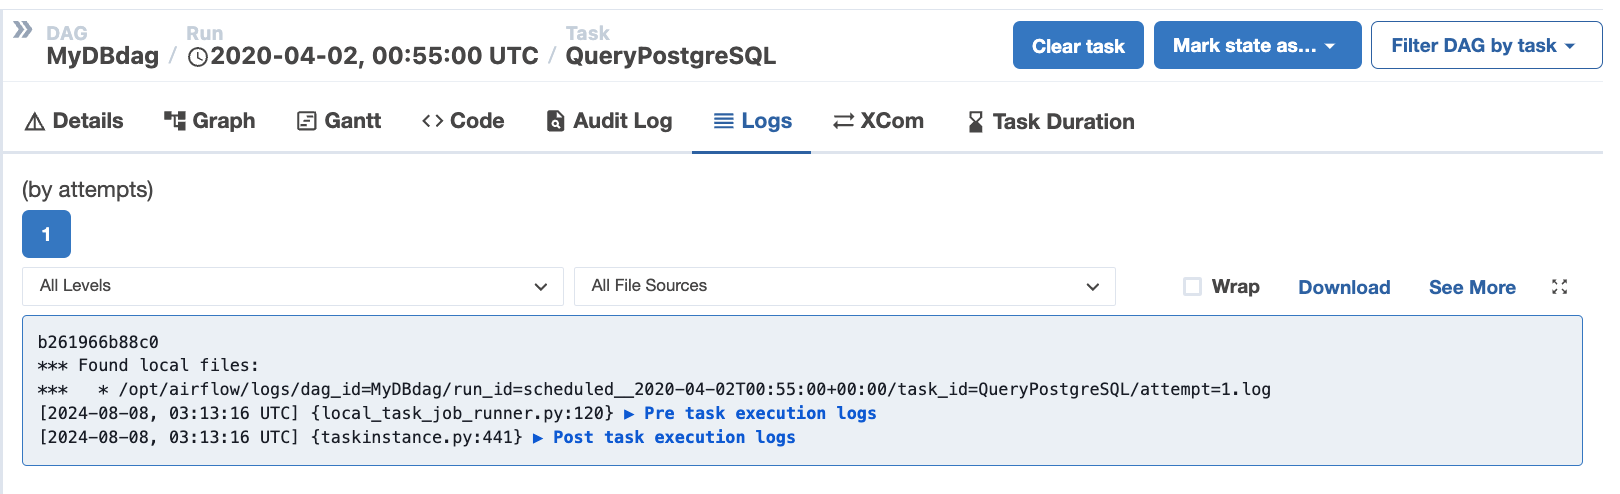 DAG Run Task
MyDBdag / 2020-04-02, 00:55:00 UTC / QueryPostgreSQL
Clear task Mark state as... Filter DAG by task
Details Graph Gantt Code Audit Log Logs XCom Task Duration
(by attempts)
1
All Levels All File Sources Wrap Download See More
b261966b88c0
*** Found local files:
***   * /opt/airflow/logs/dag_id=MyDBdag/run_id=scheduled__2020-04-02T00:55:00+00:00/task_id=QueryPostgreSQL/attempt=1.log
[2024-08-08, 03:13:16 UTC] {local_task_job_runner.py:120} ▶ Pre task execution logs
[2024-08-08, 03:13:16 UTC] {taskinstance.py:441} ▶ Post task execution logs